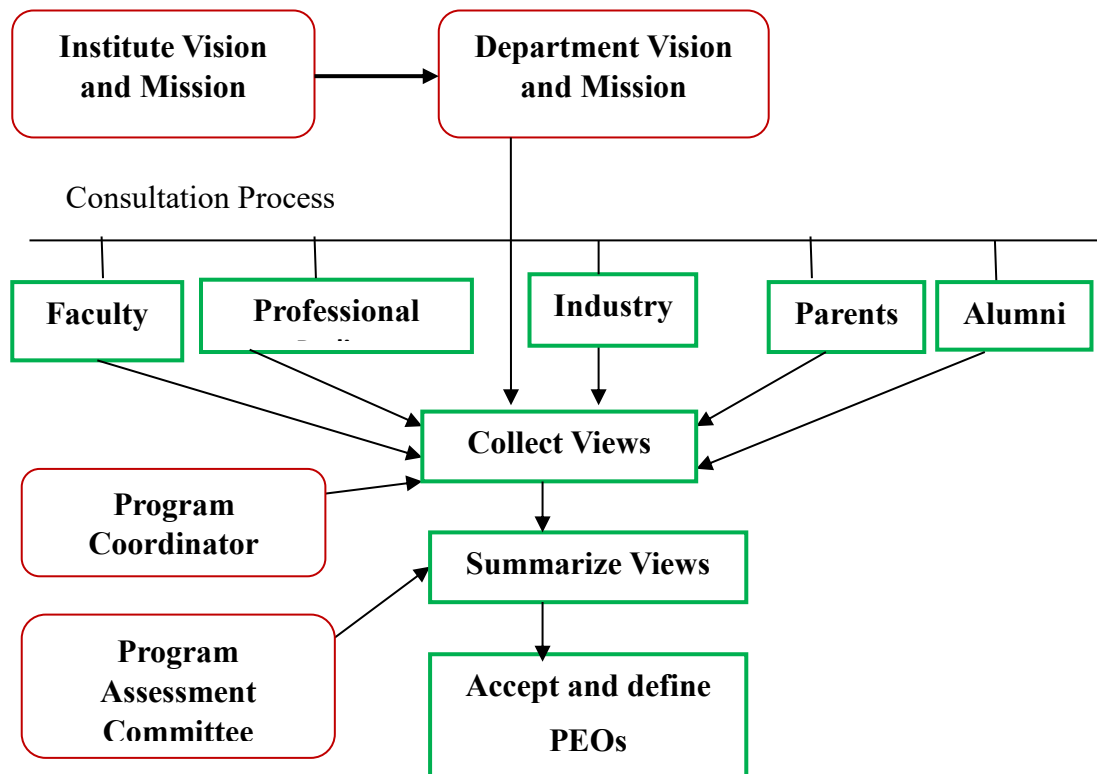 Institute Vision
and Mission
Department Vision
and Mission
Consultation Process
Faculty
Professional
Industry
Parents
Alumni
Collect Views
Program
Coordinator
Summarize Views
Program
Assessment
Committee
Accept and define
PEOs